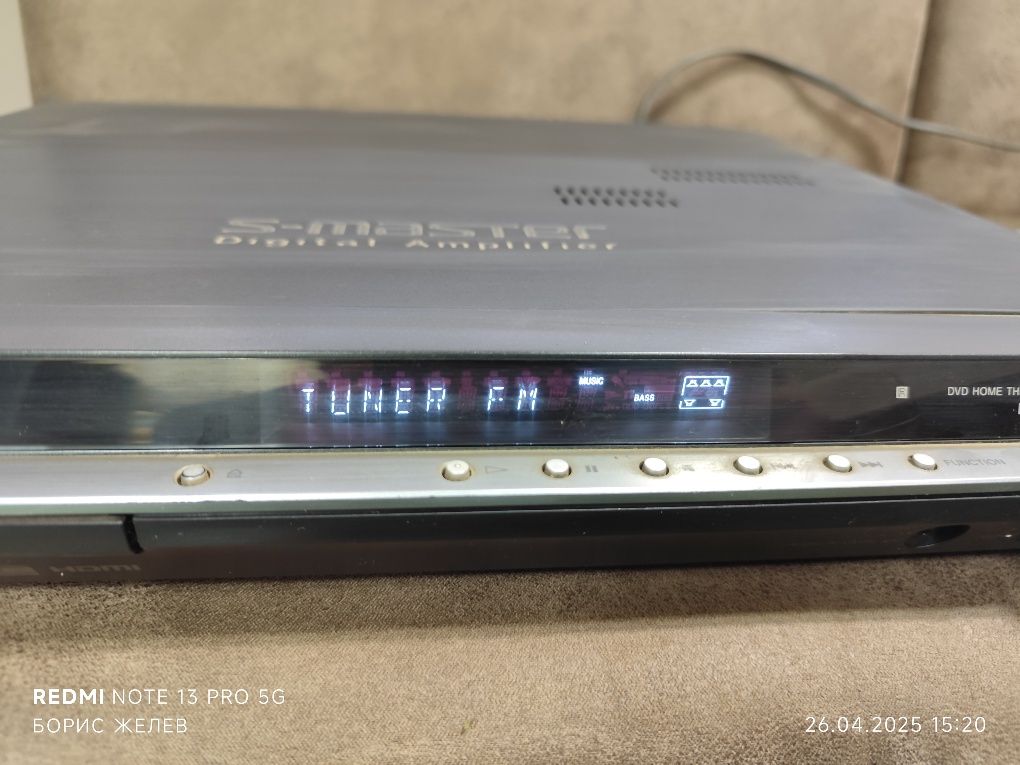 S-master
Digital Amplifier
MUSIC
TUNER FM
BASS
R
DVD HOME TH
FUNCTION
HDMI
REDMI NOTE 13 PRO 5G
БОРИС ЖЕЛЕВ
26.04.2025 15:20